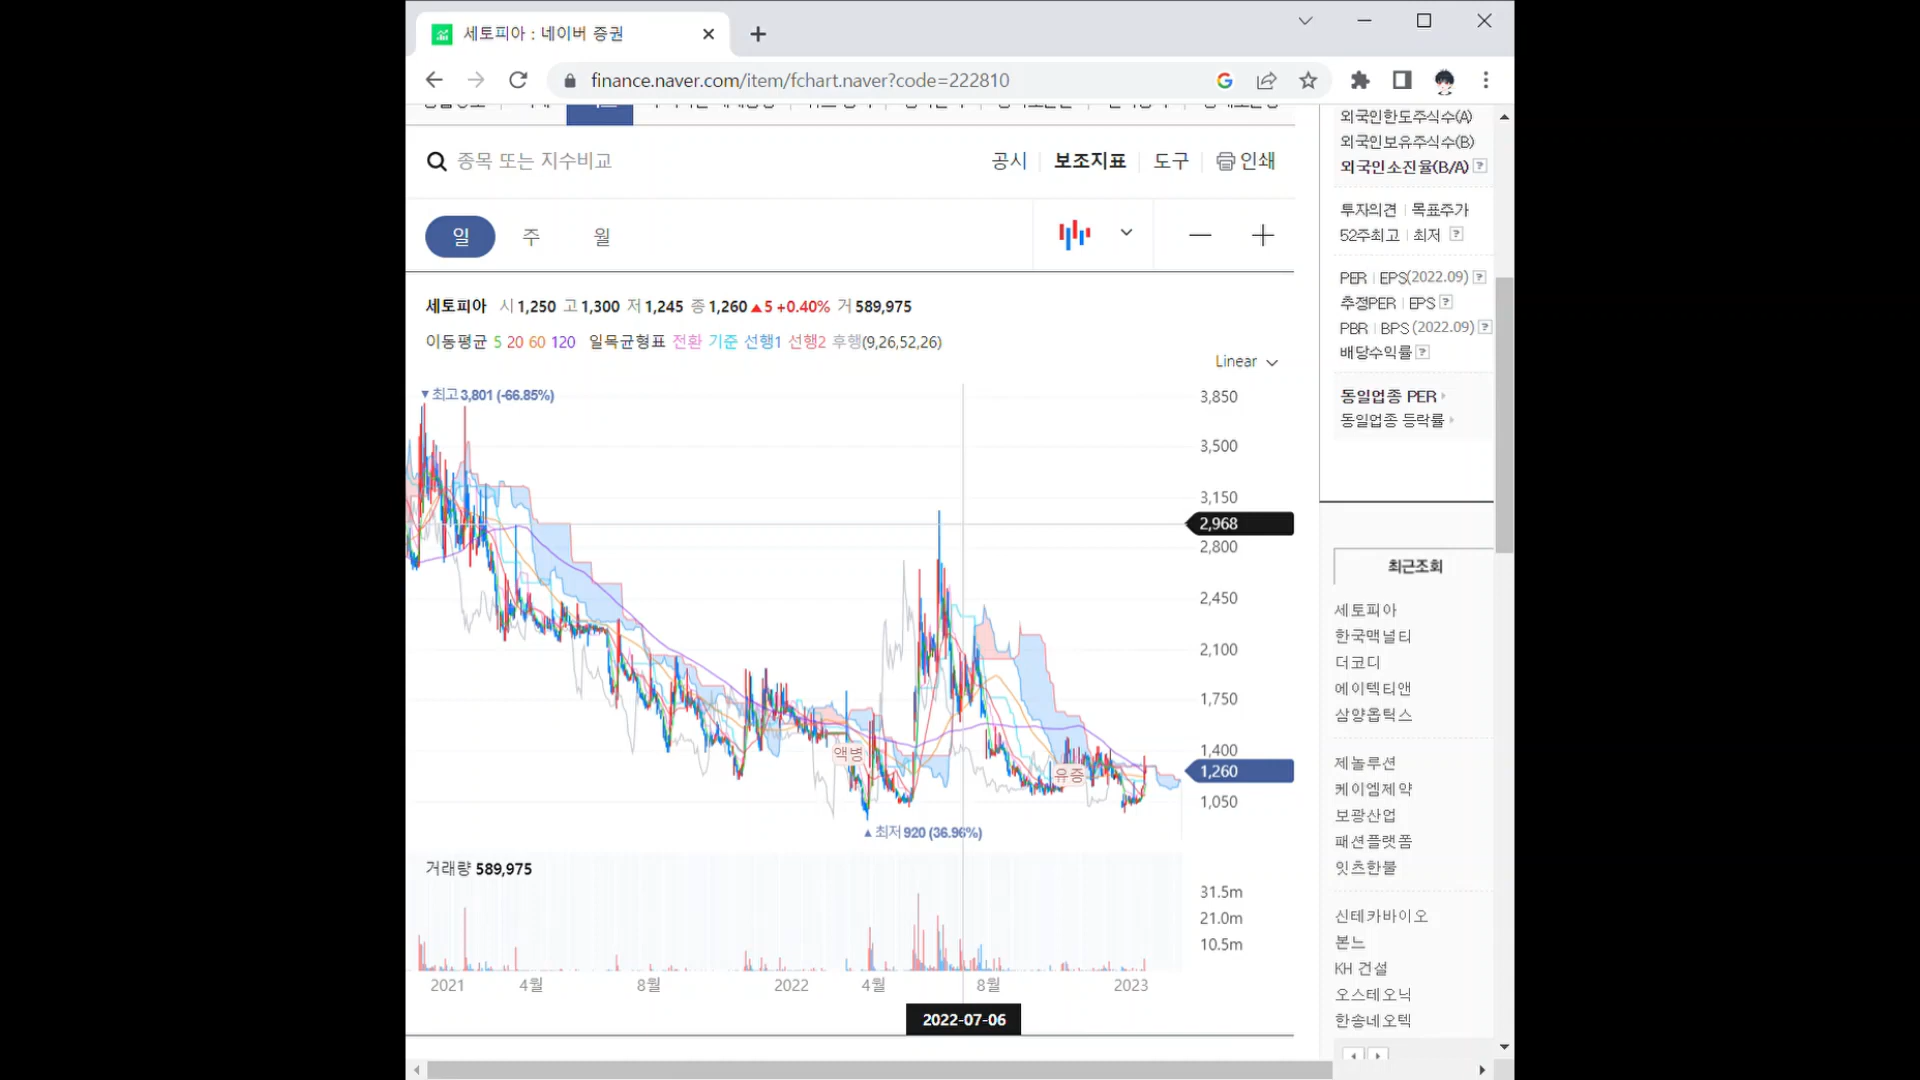 세토피아 : 네이버 증권
finance.naver.com/item/fchart.naver?code=222810
종목 또는 지수비교
공시 보조지표 도구 인쇄
일 주 월
세토피아 시 1,250 고 1,300 저 1,245 종 1,260 ▲5 +0.40% 거 589,975
이동평균 5 20 60 120 일목균형표 전환 기준 선행1 선행2 후행(9,26,52,26)
Linear
▼최고 3,801 (-66.85%)
3,850
3,500
3,150
2,968
2,800
2,450
2,100
1,750
1,400
1,260
1,050
액병
유증
▲최저 920 (36.96%)
거래량 589,975
31.5m
21.0m
10.5m
2021 4월 8월 2022 4월 8월 2023
2022-07-06
외국인한도주식수(A)
외국인보유주식수(B)
외국인소진율(B/A) ?
투자의견 | 목표주가
52주최고 | 최저 ?
PER | EPS(2022.09) ?
추정PER | EPS ?
PBR | BPS (2022.09) ?
배당수익률 ?
동일업종 PER
동일업종 등락률
최근조회
세토피아
한국맥널티
더코디
에이텍티앤
삼양옵틱스
제놀루션
케이엠제약
보광산업
패션플랫폼
잇츠한불
신테카바이오
본느
KH 건설
오스테오닉
한송네오텍